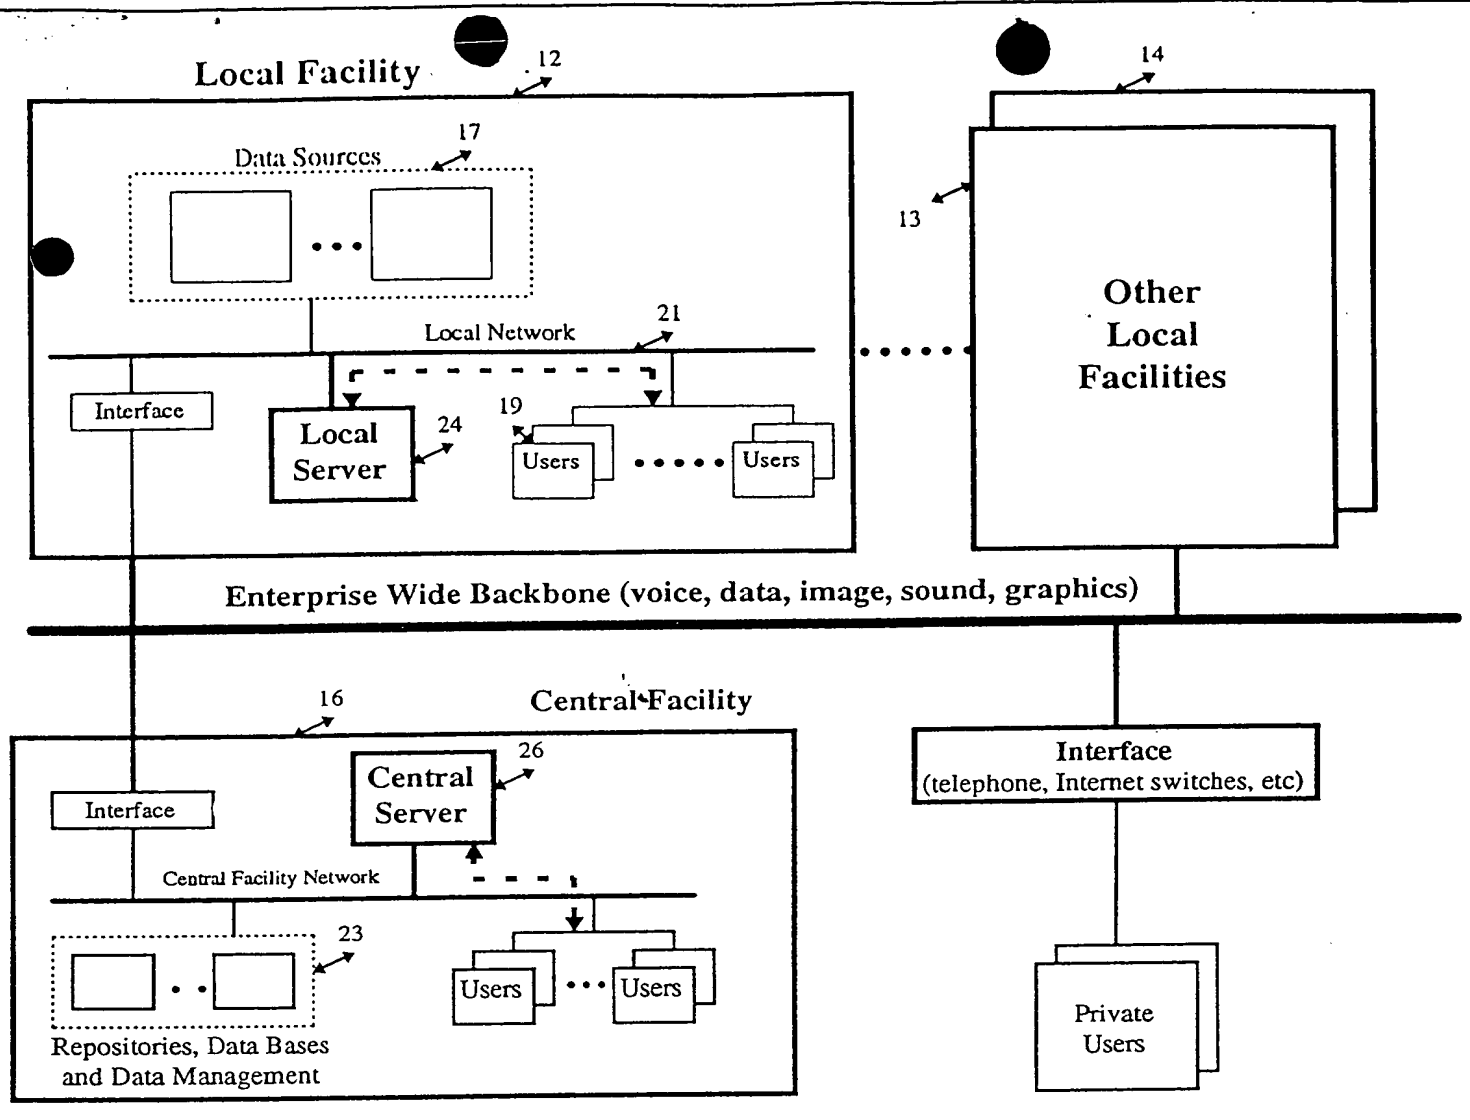 Local Facility
12
14
Data Sources
17
13
Other
Local
Facilities
Local Network
21
Interface
Local
Server
24
19
Users
Users
Enterprise Wide Backbone (voice, data, image, sound, graphics)
16
Central Facility
Central
Server
26
Interface
(telephone, Internet switches, etc)
Interface
Central Facility Network
23
Users
Users
Repositories, Data Bases
and Data Management
Private
Users